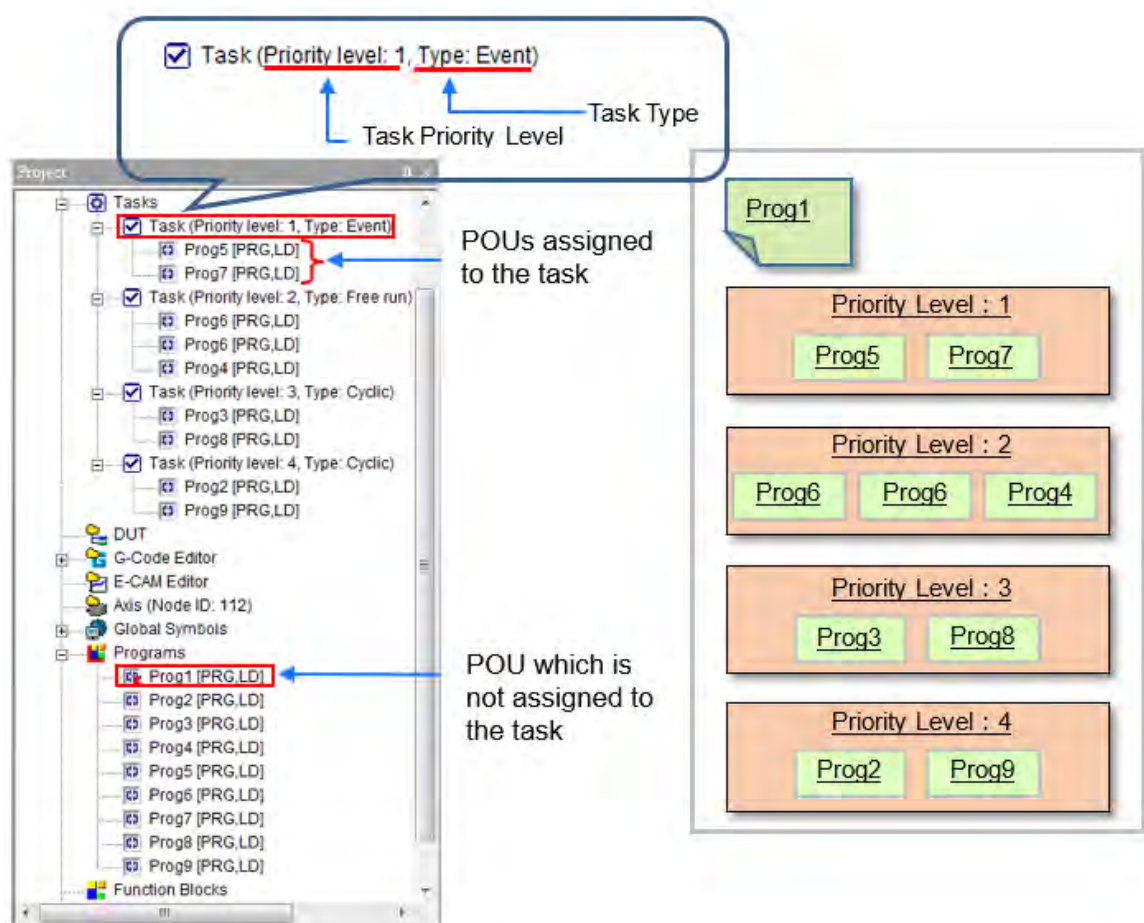 Task (Priority level: 1, Type: Event)
Task Type
Task Priority Level
Project
Tasks
Task (Priority level: 1, Type: Event)
Prog5 [PRG,LD]
Prog7 [PRG,LD]
Task (Priority level: 2, Type: Free run)
Prog6 [PRG,LD]
Prog6 [PRG,LD]
Prog4 [PRG,LD]
Task (Priority level: 3, Type: Cyclic)
Prog3 [PRG,LD]
Prog8 [PRG,LD]
Task (Priority level: 4, Type: Cyclic)
Prog2 [PRG,LD]
Prog9 [PRG,LD]
DUT
G-Code Editor
E-CAM Editor
Axis (Node ID: 112)
Global Symbols
Programs
Prog1 [PRG,LD]
Prog2 [PRG,LD]
Prog3 [PRG,LD]
Prog4 [PRG,LD]
Prog5 [PRG,LD]
Prog6 [PRG,LD]
Prog7 [PRG,LD]
Prog8 [PRG,LD]
Prog9 [PRG,LD]
Function Blocks
POUs assigned
to the task
POU which is
not assigned to
the task
Prog1
Priority Level : 1
Prog5 Prog7
Priority Level : 2
Prog6 Prog6 Prog4
Priority Level : 3
Prog3 Prog8
Priority Level : 4
Prog2 Prog9